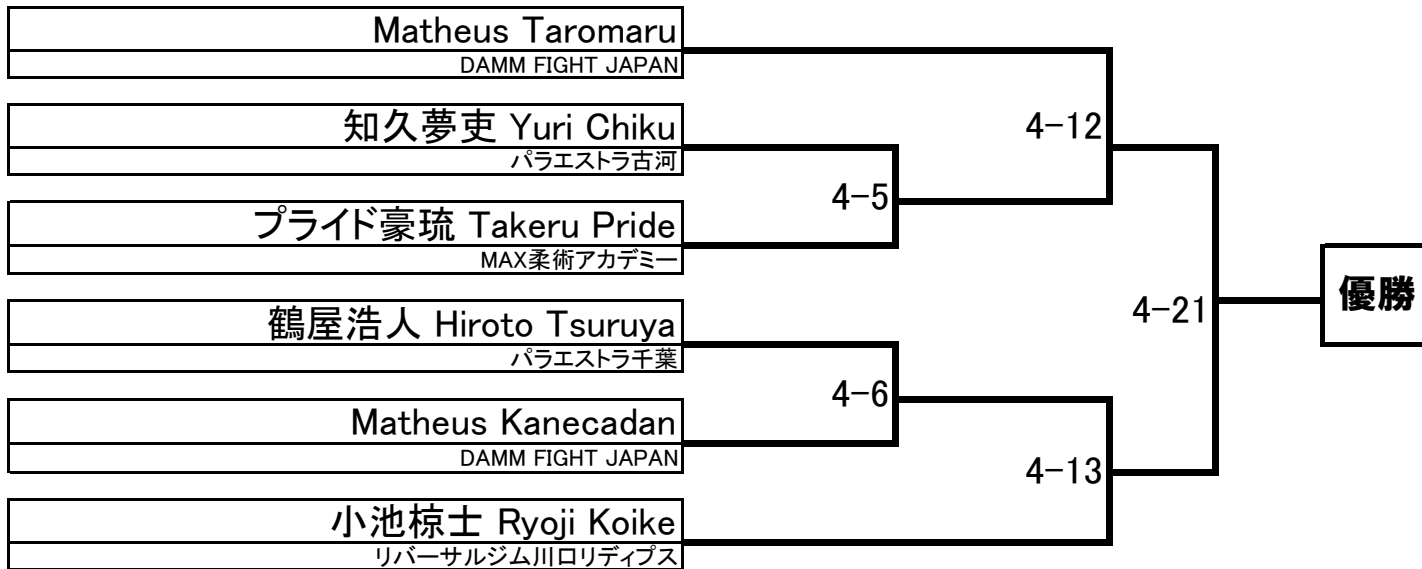 Matheus Taromaru
DAMM FIGHT JAPAN
知久夢吏 Yuri Chiku
パラエストラ古河
プライド豪琉 Takeru Pride
MAX柔術アカデミー
鶴屋浩人 Hiroto Tsuruya
パラエストラ千葉
Matheus Kanecadan
DAMM FIGHT JAPAN
小池椋士 Ryoji Koike
リバーサルジム川口リディプス
4-5
4-6
4-12
4-13
4-21
優勝